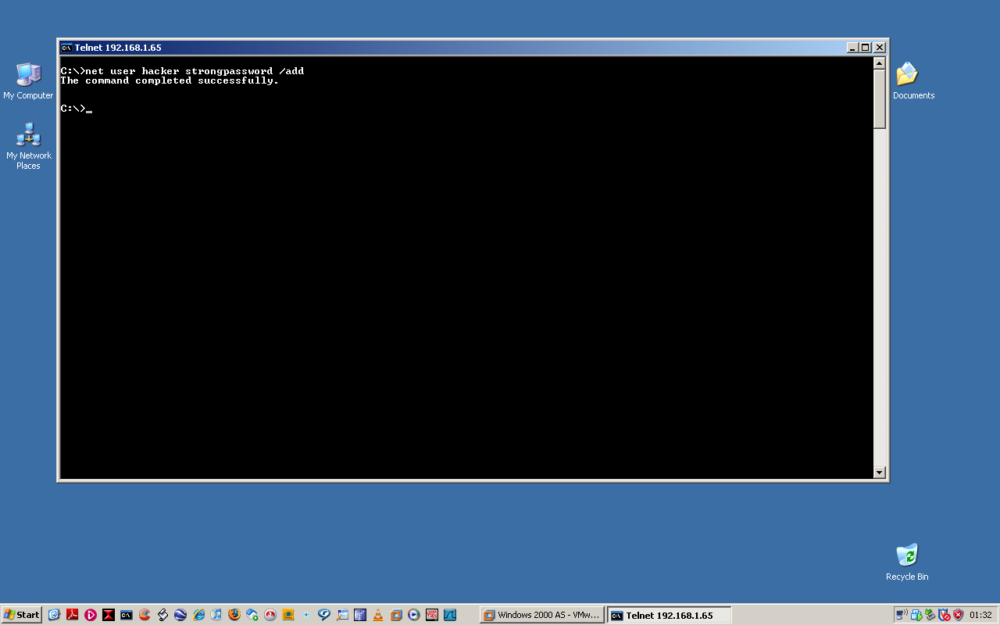 Telnet 192.168.1.65
C:\>net user hacker strongpassword /add
The command completed successfully.
C:\>_
My Computer
My Network
Places
Documents
Recycle Bin
Start
Windows 2000 AS - VMw...
Telnet 192.168.1.65
01:32